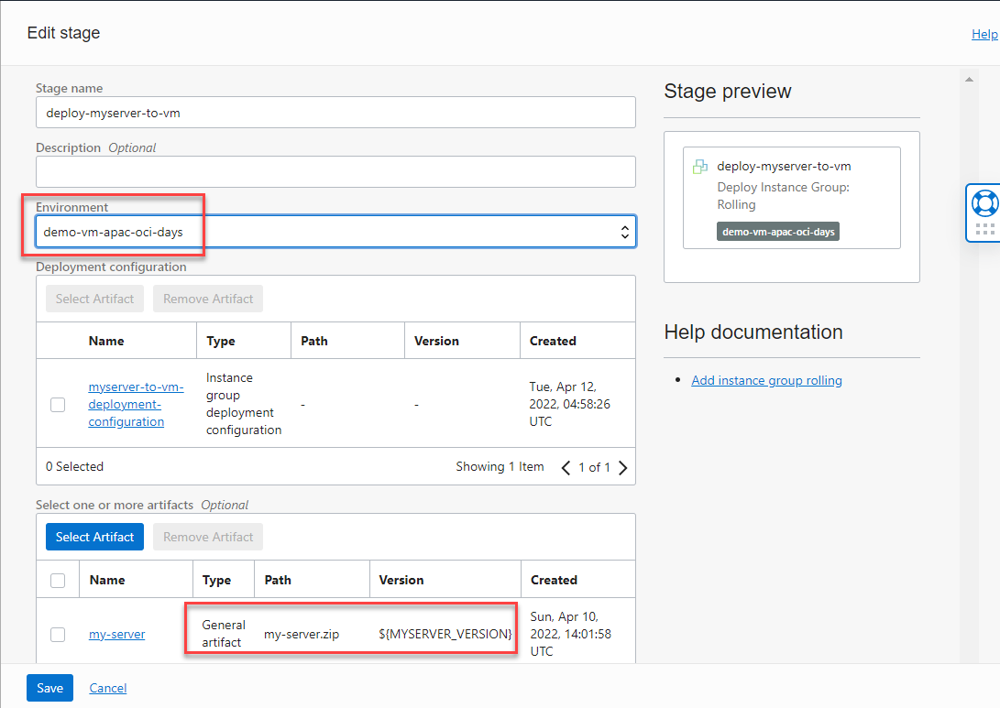 Edit stage
Help
Stage name
deploy-myserver-to-vm
Description Optional
Environment
demo-vm-apac-oci-days
Deployment configuration
Select Artifact Remove Artifact
Name Type Path Version Created
myserver-to-vm-
deployment-
configuration
Instance
group
deployment
configuration
-
-
Tue, Apr 12,
2022, 04:58:26
UTC
0 Selected Showing 1 Item 1 of 1
Select one or more artifacts Optional
Select Artifact Remove Artifact
Name Type Path Version Created
my-server
General
artifact
my-server.zip
${MYSERVER_VERSION}
Sun, Apr 10,
2022, 14:01:58
UTC
Save Cancel
Stage preview
deploy-myserver-to-vm
Deploy Instance Group:
Rolling
demo-vm-apac-oci-days
Help documentation
Add instance group rolling